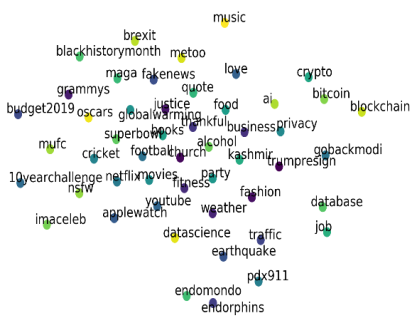 music
brexit
blackhistorymonth
metoo
maga
fakenews
love
crypto
grammys
quote
ai
bitcoin
budget2019
oscars
justice
food
blockchain
globalwarming
thankful
superbowl
books
business
privacy
mufc
alcohol
cricket
football
church
kashmir
gobackmodi
trumpresign
10yearchallenge
netflix
movies
party
nsfw
fitness
fashion
youtube
weather
database
imaceleb
applewatch
datascience
traffic
job
earthquake
pdx911
endomondo
endorphins